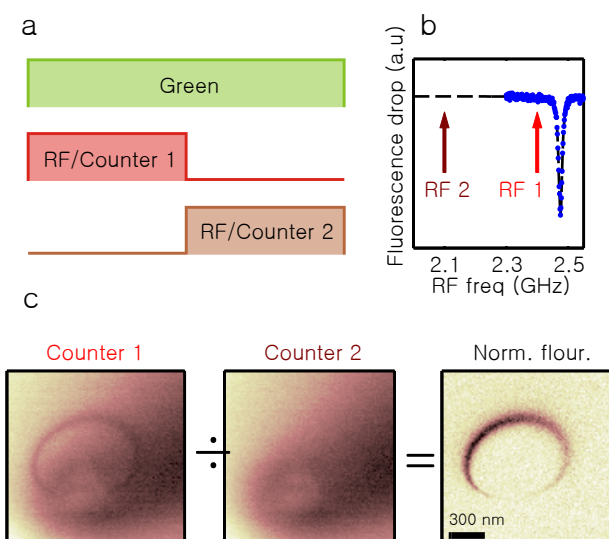 a
Green
RF/Counter 1
RF/Counter 2
b
Fluorescence drop (a.u)
RF 2
RF 1
2.1
2.3
2.5
RF freq (GHz)
c
Counter 1
÷
Counter 2
=
Norm. flour.
300 nm